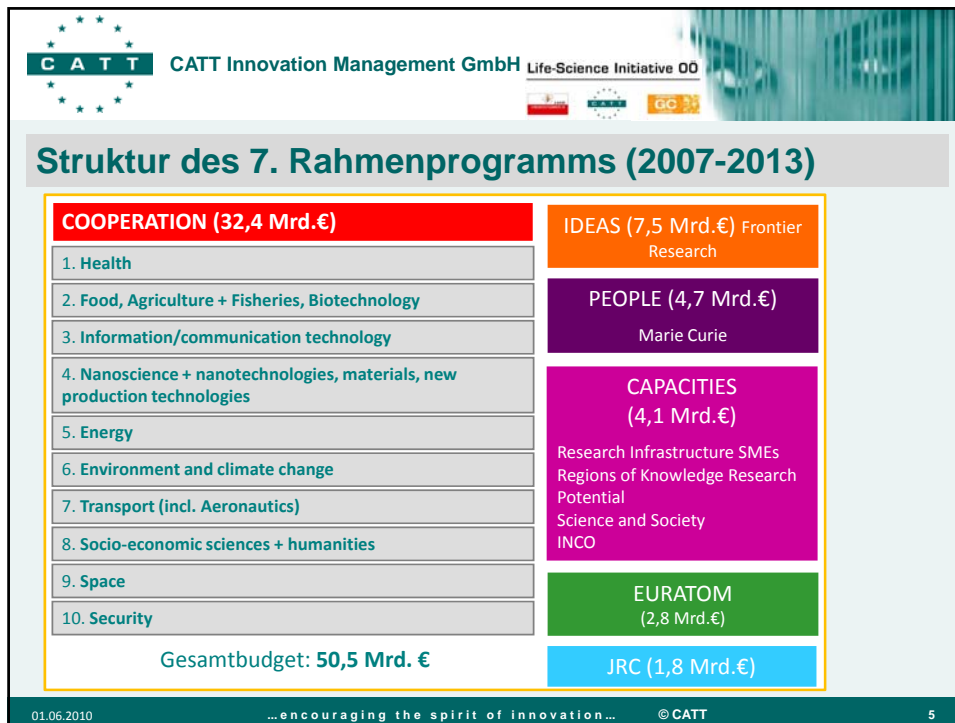 C A T T
CATT Innovation Management GmbH
Life-Science Initiative OÖ
CATT
GC
Struktur des 7. Rahmenprogramms (2007-2013)
COOPERATION (32,4 Mrd.€)
1. Health
2. Food, Agriculture + Fisheries, Biotechnology
3. Information/communication technology
4. Nanoscience + nanotechnologies, materials, new
production technologies
5. Energy
6. Environment and climate change
7. Transport (incl. Aeronautics)
8. Socio-economic sciences + humanities
9. Space
10. Security
Gesamtbudget: 50,5 Mrd. €
IDEAS (7,5 Mrd.€) Frontier
Research
PEOPLE (4,7 Mrd.€)
Marie Curie
CAPACITIES
(4,1 Mrd.€)
Research Infrastructure SMEs
Regions of Knowledge Research
Potential
Science and Society
INCO
EURATOM
(2,8 Mrd.€)
JRC (1,8 Mrd.€)
01.06.2010
…encouraging the spirit of innovation…
© CATT
5